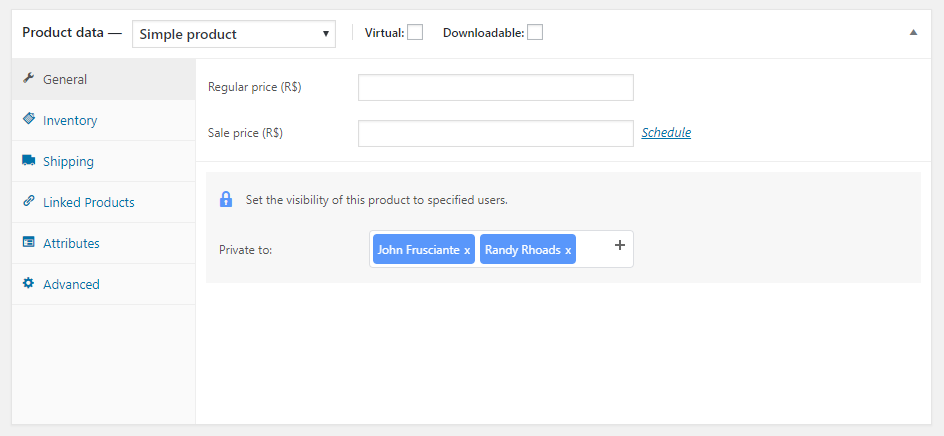 Product data — Simple product Virtual: Downloadable:
General
Regular price (R$)
Inventory
Sale price (R$) Schedule
Shipping
Linked Products
Set the visibility of this product to specified users.
Attributes
Private to: John Frusciante x Randy Rhoads x +
Advanced